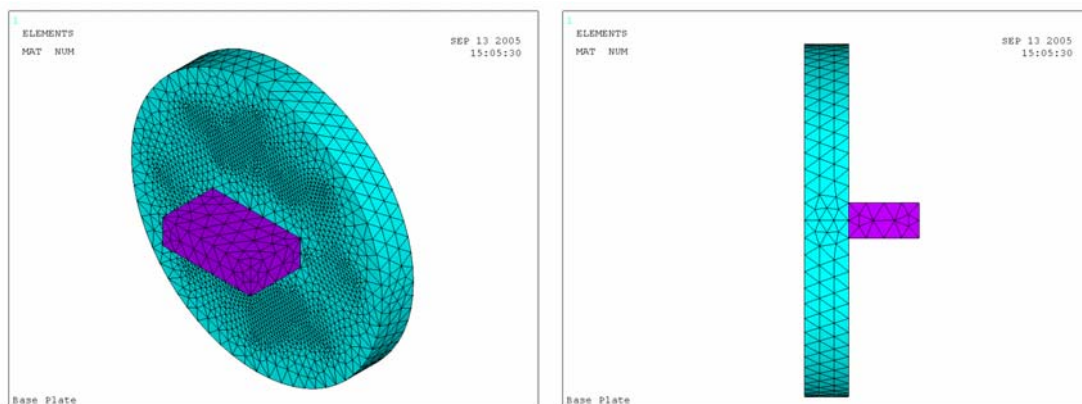 1
ELEMENTS
MAT NUM
SEP 13 2005
15:05:30
Base Plate
1
ELEMENTS
MAT NUM
SEP 13 2005
15:05:30
Base Plate